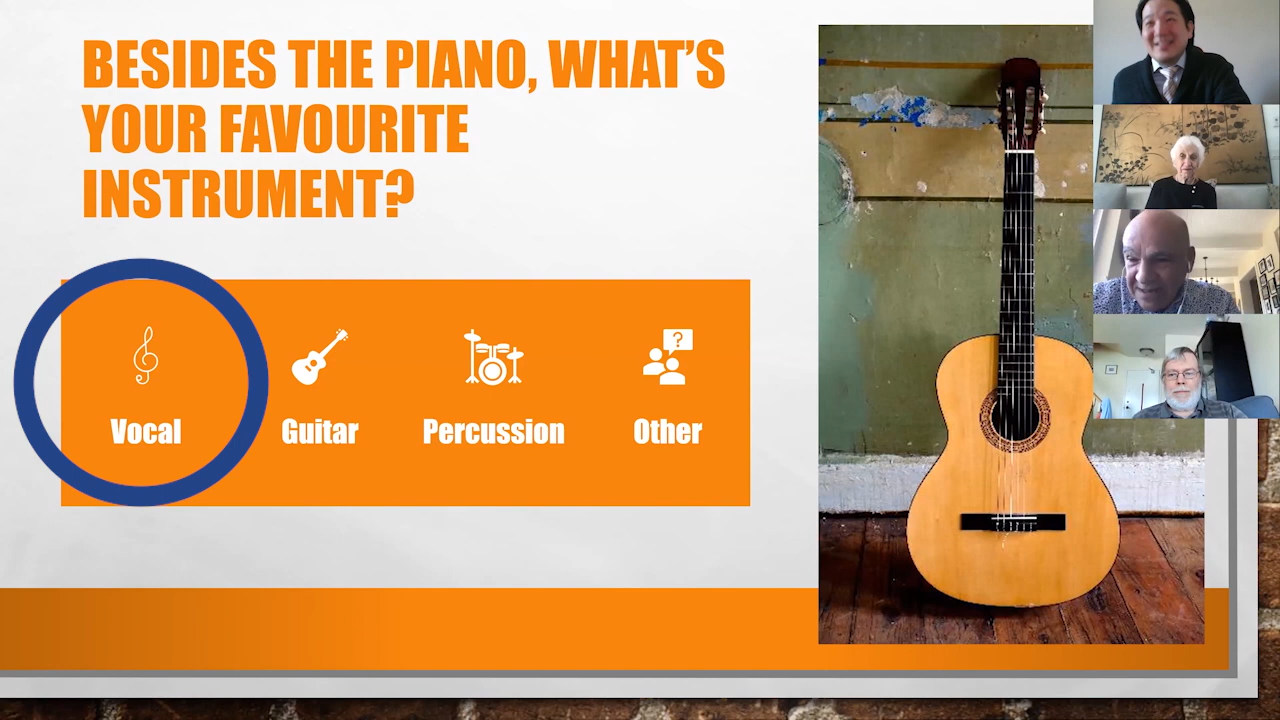 BESIDES THE PIANO, WHAT’S
YOUR FAVOURITE
INSTRUMENT?
Vocal
Guitar
Percussion
Other
?